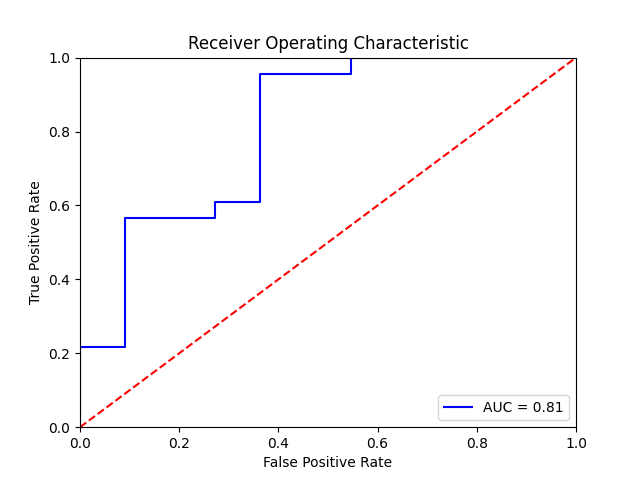 Receiver Operating Characteristic
1.0
0.8
0.6
0.4
0.2
0.0
True Positive Rate
AUC = 0.81
0.0 0.2 0.4 0.6 0.8 1.0
False Positive Rate